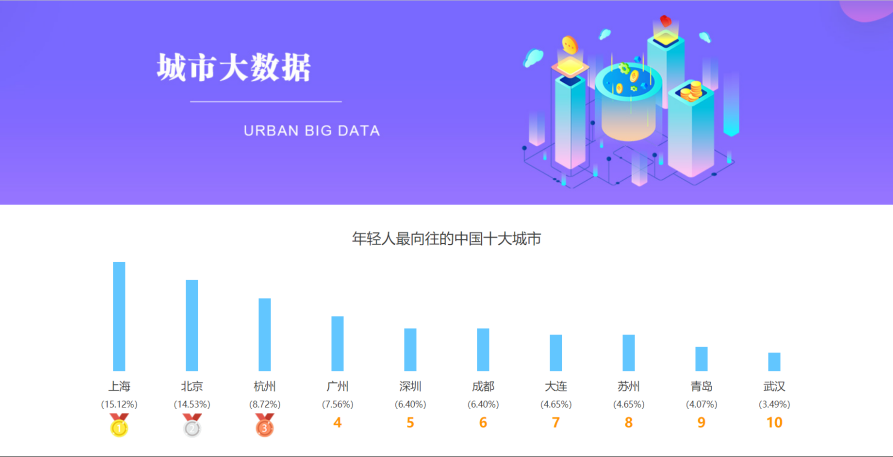 城市大数据
URBAN BIG DATA
年轻人最向往的中国十大城市
上海 北京 杭州 广州 深圳 成都 大连 苏州 青岛 武汉
(15.12%) (14.53%) (8.72%) (7.56%) (6.40%) (6.40%) (4.65%) (4.65%) (4.07%) (3.49%)
1 2 3 4 5 6 7 8 9 10